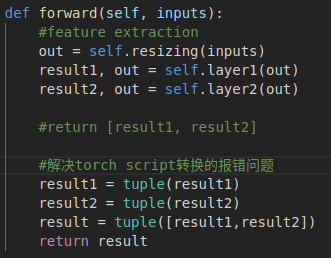 def forward(self, inputs):
#feature extraction
out = self.resizing(inputs)
result1, out = self.layer1(out)
result2, out = self.layer2(out)
#return [result1, result2]
#解决torch script转换的报错问题
result1 = tuple(result1)
result2 = tuple(result2)
result = tuple([result1,result2])
return result